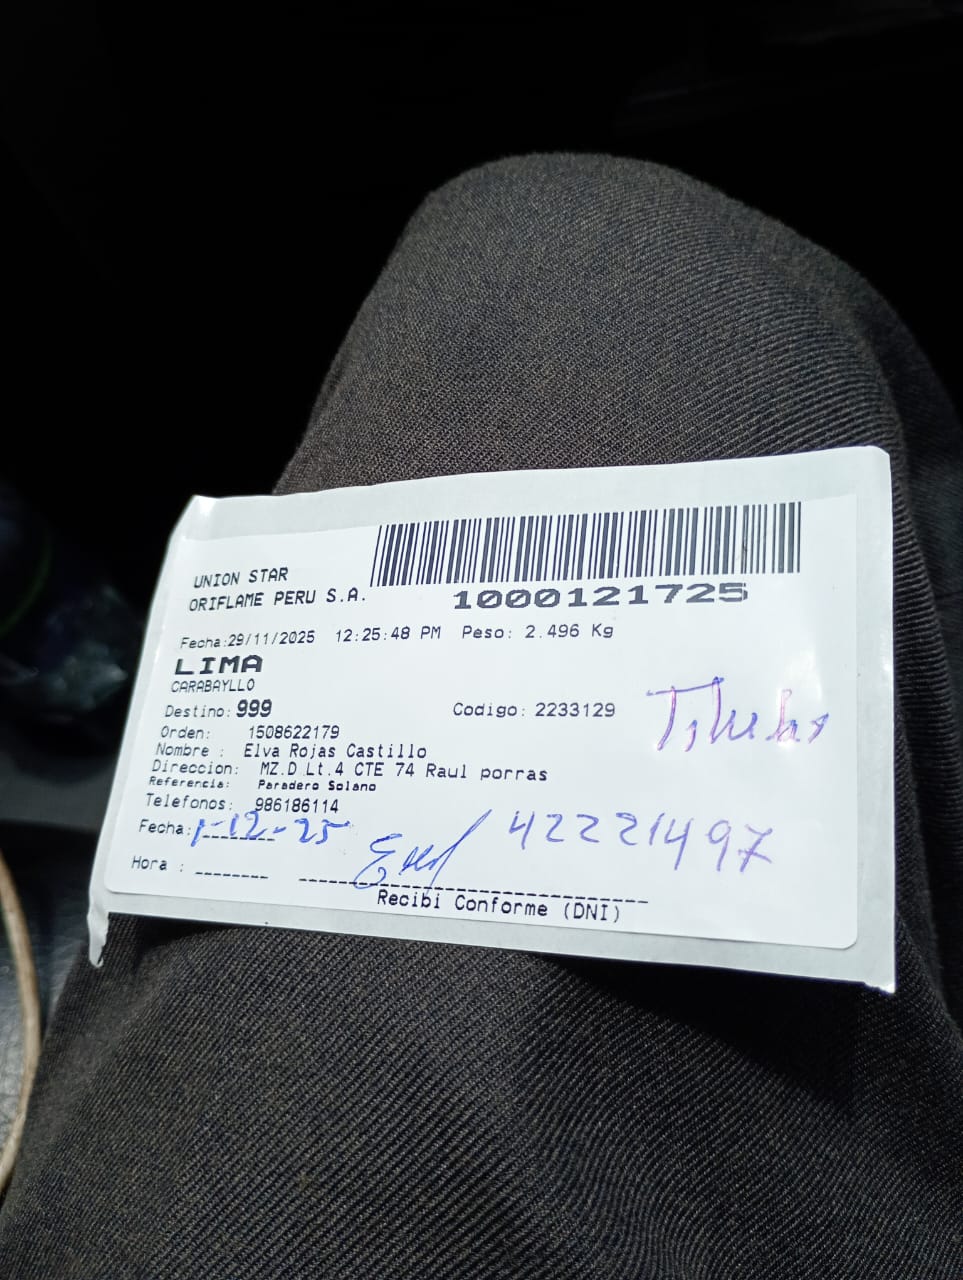 UNION STAR
ORIFLAME PERU S.A.
1000121725
Fecha:29/11/2025 12:25:48 PM Peso: 2.496 Kg
LIMA
CARABAYLLO
Destino: 999 Codigo: 2233129
Orden: 1508622179
Nombre : Elva Rojas Castillo
Direccion: MZ.D Lt.4 CTE 74 Raul porras
Referencia: Paradero Solano
Telefonos: 986186114
Fecha: 1-12-25
42221497
Hora : --------
Recibi Conforme (DNI)